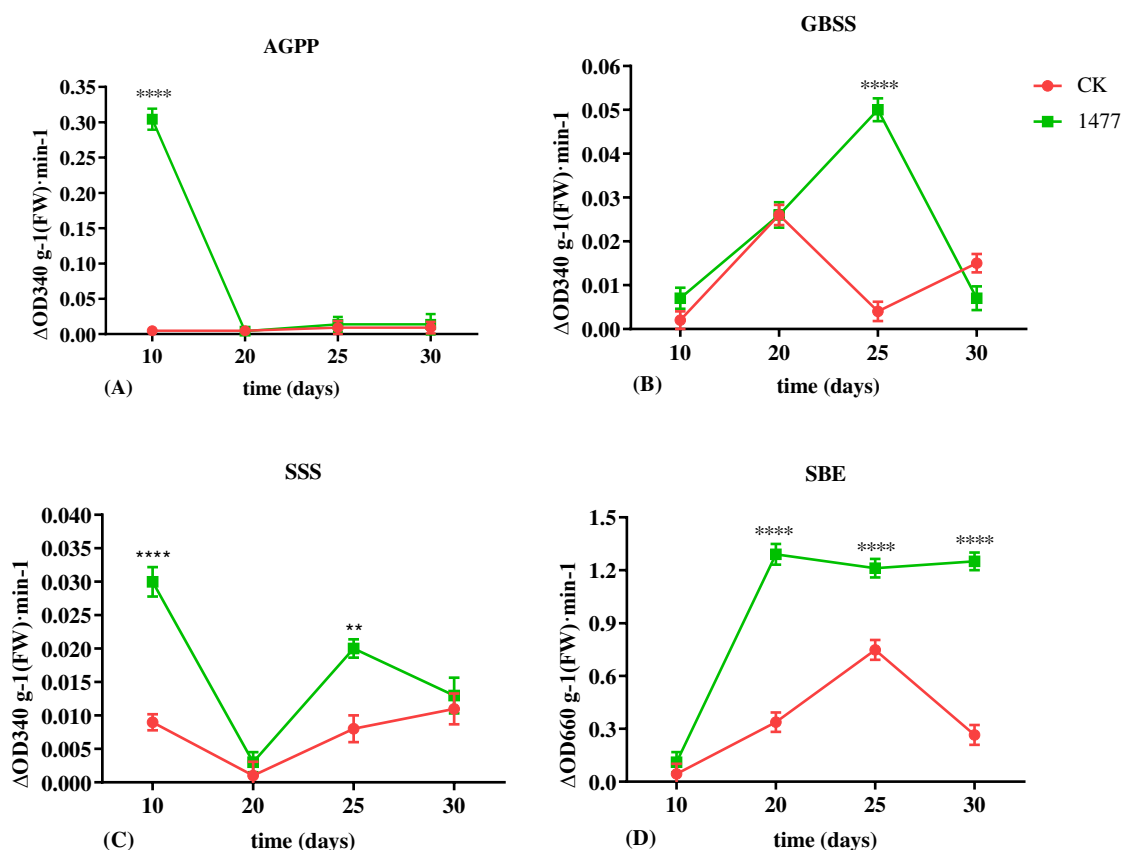 AGPP
ΔOD340 g-1(FW)·min-1
0.35
0.30
0.25
0.20
0.15
0.10
0.05
0.00
****
10 20 25 30
time (days)
(A)
GBSS
ΔOD340 g-1(FW)·min-1
0.06
0.05
0.04
0.03
0.02
0.01
0.00
****
10 20 25 30
time (days)
(B)
CK
1477
SSS
ΔOD340 g-1(FW)·min-1
0.040
0.035
0.030
0.025
0.020
0.015
0.010
0.005
0.000
****
**
10 20 25 30
time (days)
(C)
SBE
ΔOD660 g-1(FW)·min-1
1.5
1.2
0.9
0.6
0.3
0.0
**** **** ****
10 20 25 30
time (days)
(D)